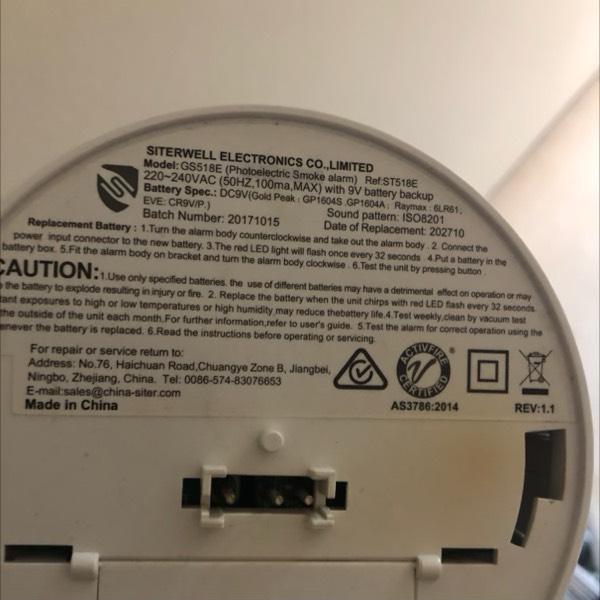 SITERWELL ELECTRONICS CO.,LIMITED
Model: GS518E (Photoelectric Smoke alarm) Ref:ST518E
220~240VAC (50HZ,100ma,MAX) with 9V battery backup
Battery Spec.: DC9V(Gold Peak : GP1604S ,GP1604A ; Raymax : 6LR61;
EVE: CR9V/P.) Sound pattern: ISO8201
Batch Number: 20171015 Date of Replacement: 202710
Replacement Battery : 1.Turn the alarm body counterclockwise and take out the alarm body . 2. Connect the
power input connector to the new battery. 3.The red LED light will flash once every 32 seconds .4.Put a battery in the
battery box. 5.Fit the alarm body on bracket and turn the alarm body clockwise . 6.Test the unit by pressing button .
CAUTION: 1.Use only specified batteries, the use of different batteries may have a detrimental effect on operation or may
the battery to explode resulting in injury or fire. 2. Replace the battery when the unit chirps with red LED flash every 32 seconds.
tant exposures to high or low temperatures or high humidity may reduce thebattery life.4.Test weekly,clean by vacuum test
the outside of the unit each month.For further information,refer to user's guide. 5.Test the alarm for correct operation using the
enever the battery is replaced. 6.Read the instructions before operating or servicing.
For repair or service return to:
Address: No.76, Haichuan Road,Chuangye Zone B, Jiangbei,
Ningbo, Zhejiang, China. Tel: 0086-574-83076653
E-mail:sales@china-siter.com
Made in China
ACTIVFIRE
CERTIFIED
®
AS3786:2014
REV:1.1